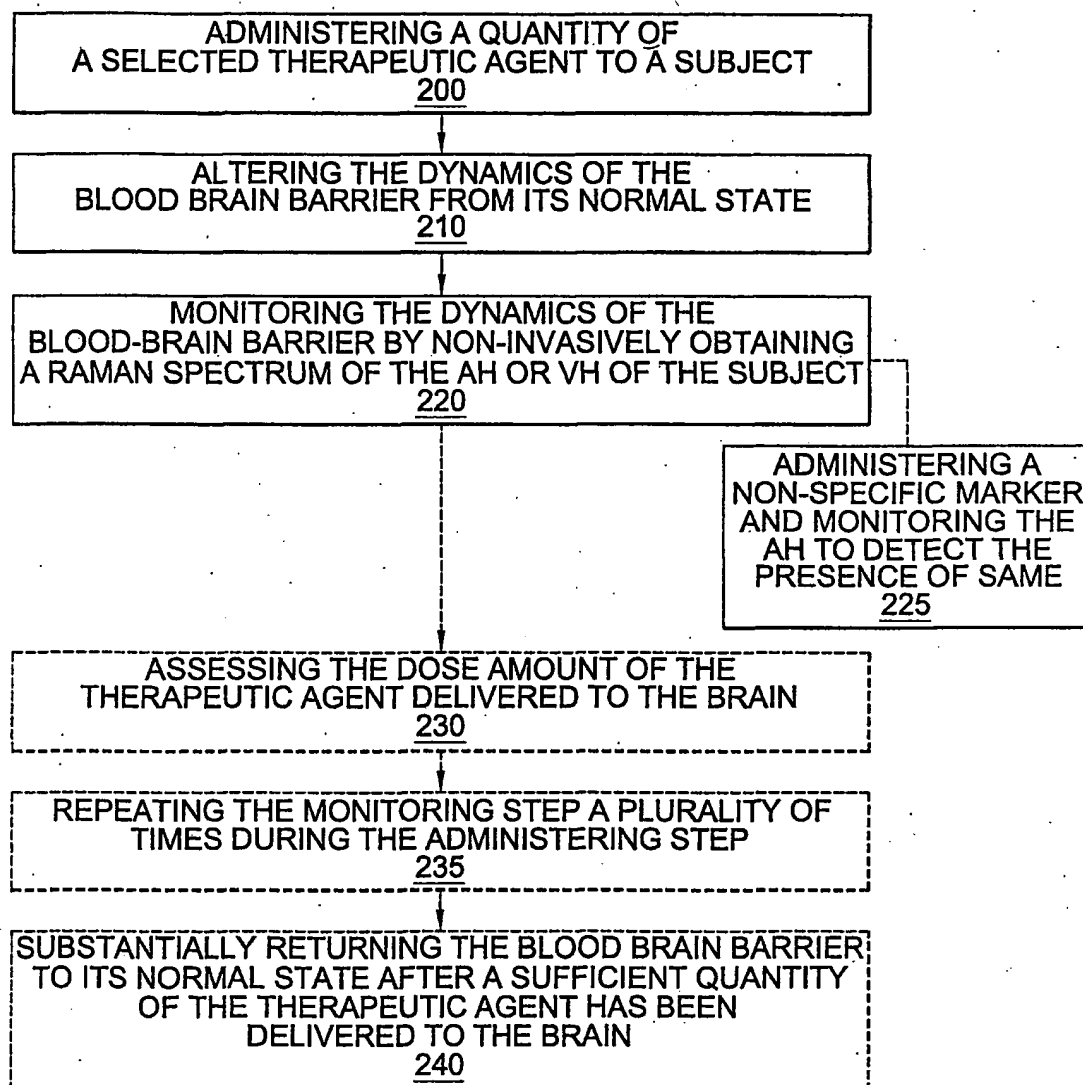 ADMINISTERING A QUANTITY OF
A SELECTED THERAPEUTIC AGENT TO A SUBJECT
200
ALTERING THE DYNAMICS OF THE
BLOOD BRAIN BARRIER FROM ITS NORMAL STATE
210
MONITORING THE DYNAMICS OF THE
BLOOD-BRAIN BARRIER BY NON-INVASIVELY OBTAINING
A RAMAN SPECTRUM OF THE AH OR VH OF THE SUBJECT
220
ADMINISTERING A
NON-SPECIFIC MARKER
AND MONITORING THE
AH TO DETECT THE
PRESENCE OF SAME
225
ASSESSING THE DOSE AMOUNT OF THE
THERAPEUTIC AGENT DELIVERED TO THE BRAIN
230
REPEATING THE MONITORING STEP A PLURALITY OF
TIMES DURING THE ADMINISTERING STEP
235
SUBSTANTIALLY RETURNING THE BLOOD BRAIN BARRIER
TO ITS NORMAL STATE AFTER A SUFFICIENT QUANTITY
OF THE THERAPEUTIC AGENT HAS BEEN
DELIVERED TO THE BRAIN
240